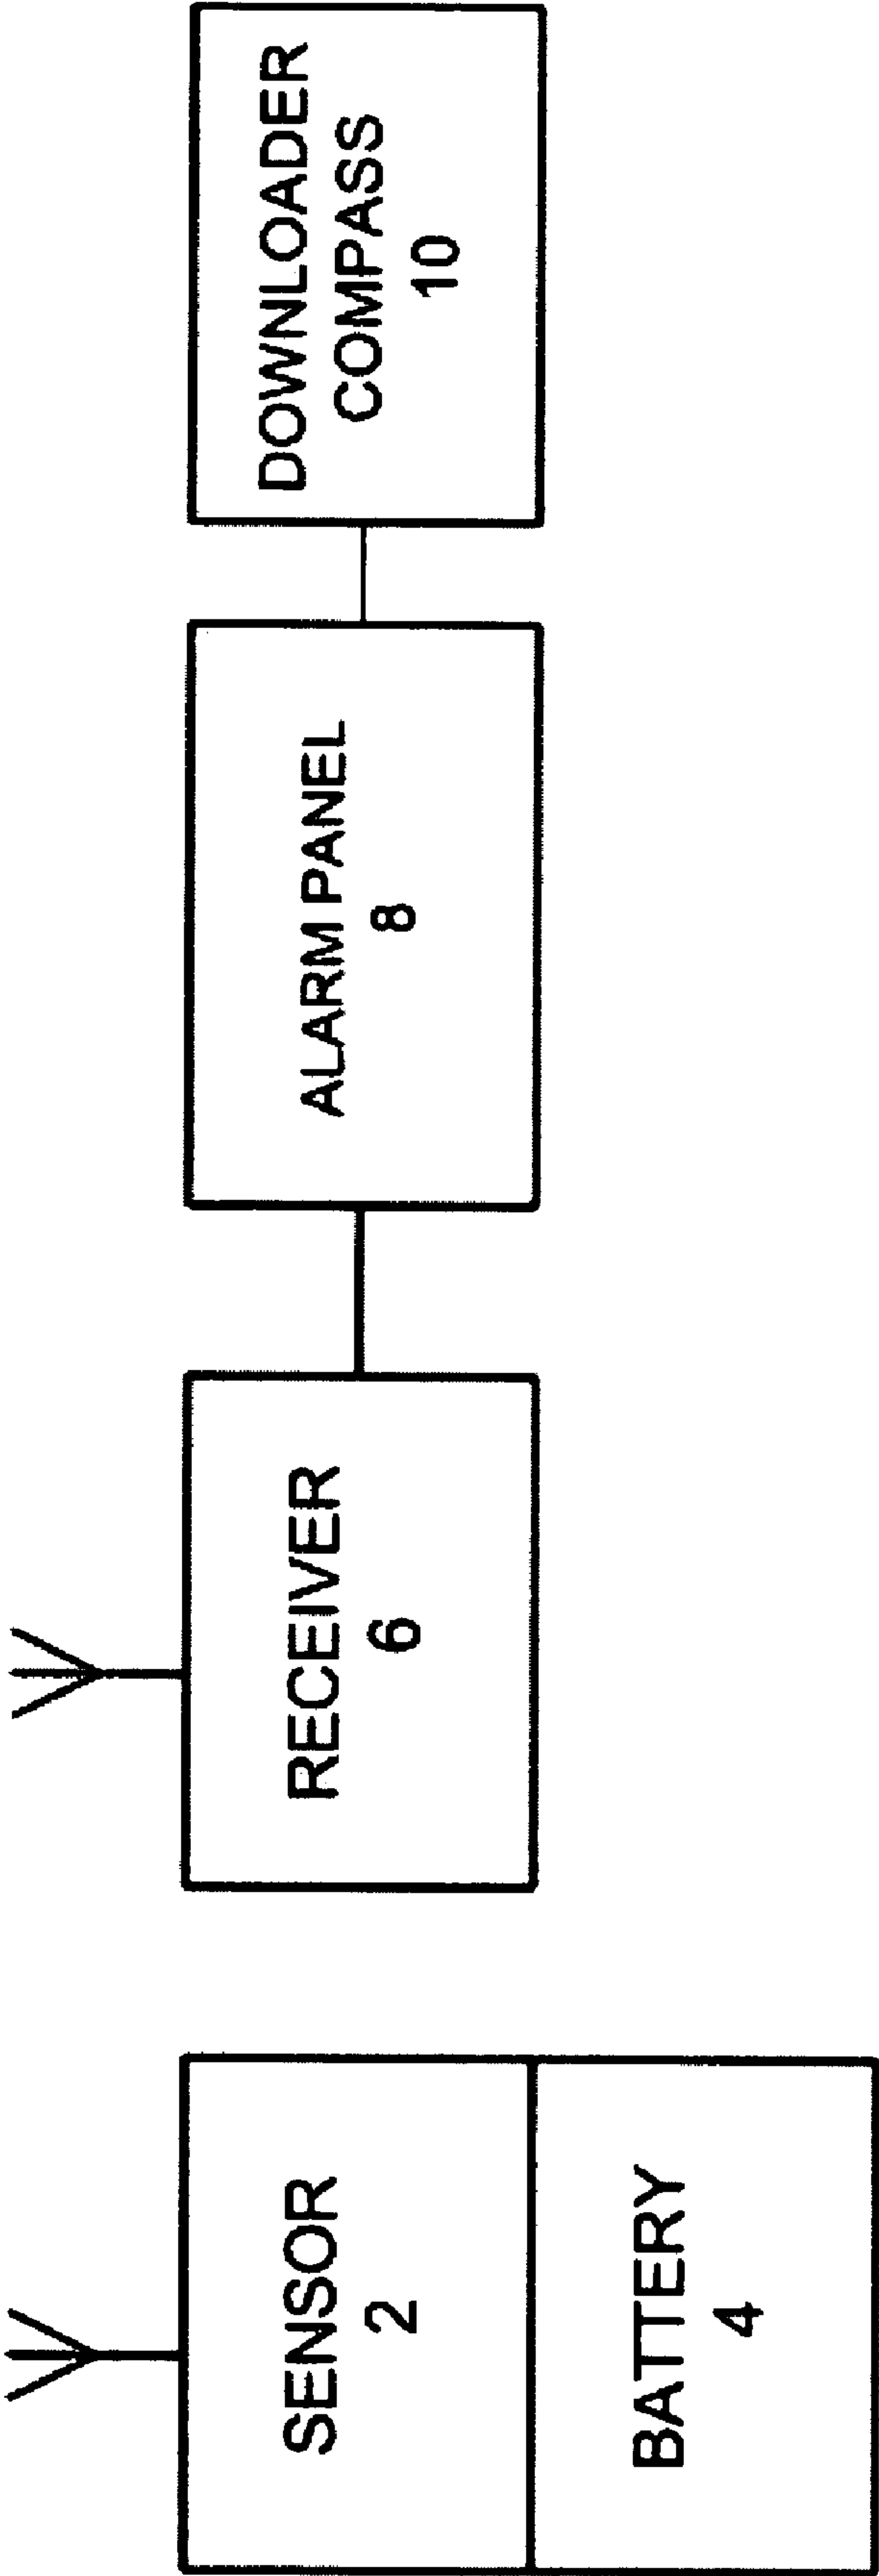 SENSOR
2
BATTERY
4
RECEIVER
6
ALARM PANEL
8
DOWNLOADER
COMPASS
10